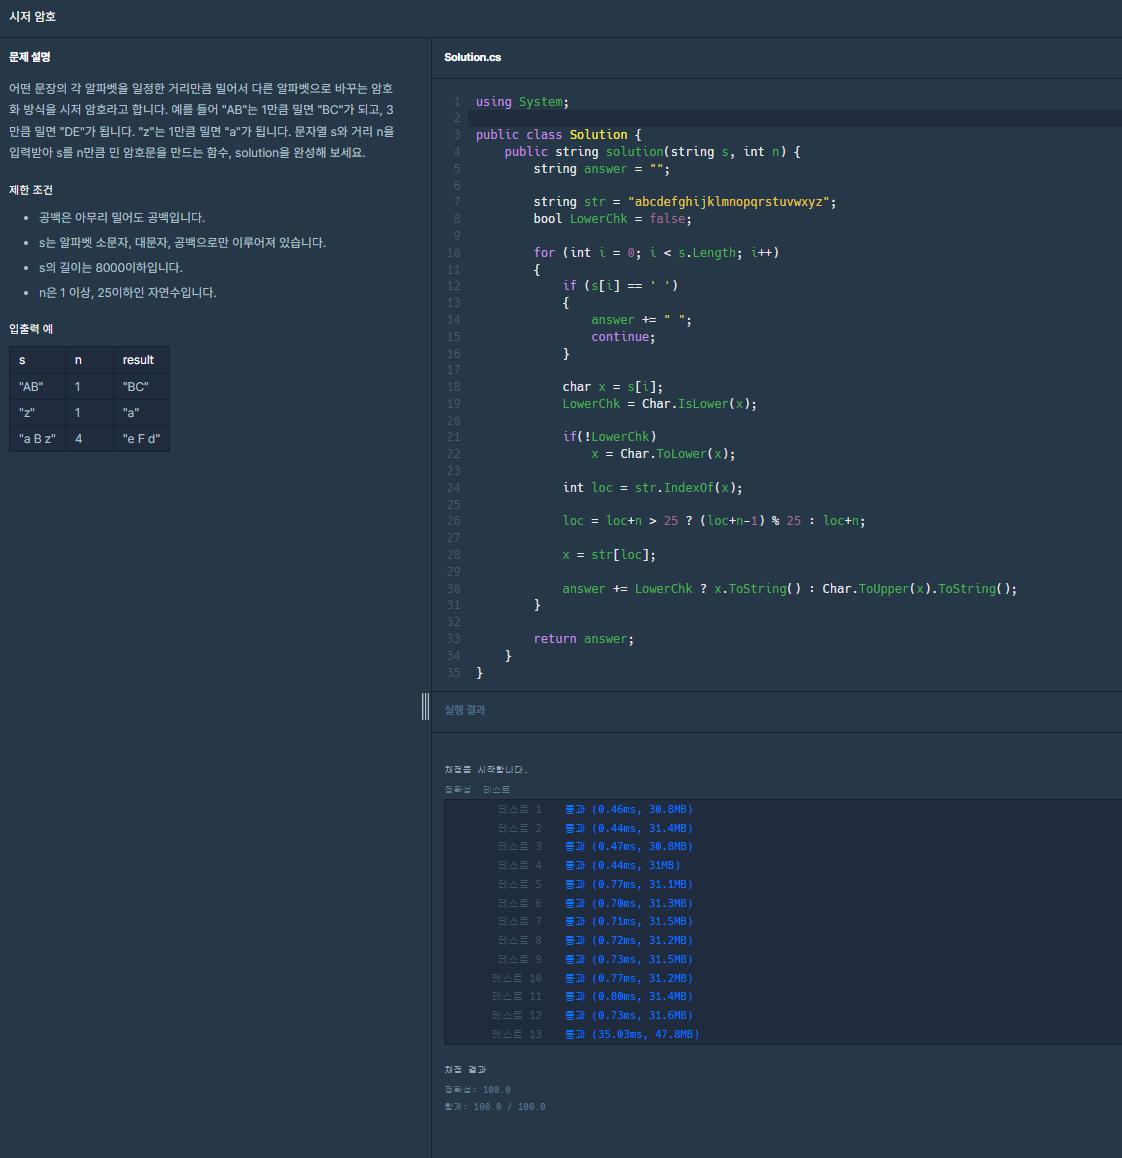 시저 암호
문제 설명
어떤 문장의 각 알파벳을 일정한 거리만큼 밀어서 다른 알파벳으로 바꾸는 암호
화 방식을 시저 암호라고 합니다. 예를 들어 "AB"는 1만큼 밀면 "BC"가 되고, 3
만큼 밀면 "DE"가 됩니다. "z"는 1만큼 밀면 "a"가 됩니다. 문자열 s와 거리 n을
입력받아 s를 n만큼 민 암호문을 만드는 함수, solution을 완성해 보세요.
제한 조건
• 공백은 아무리 밀어도 공백입니다.
• s는 알파벳 소문자, 대문자, 공백으로만 이루어져 있습니다.
• s의 길이는 8000이하입니다.
• n은 1 이상, 25이하인 자연수입니다.
입출력 예
s n result
"AB" 1 "BC"
"z" 1 "a"
"a B z" 4 "e F d"
Solution.cs
1 using System;
2
3 public class Solution {
4     public string solution(string s, int n) {
5         string answer = "";
6
7         string str = "abcdefghijklmnopqrstuvwxyz";
8         bool LowerChk = false;
9
10         for (int i = 0; i < s.Length; i++)
11         {
12             if (s[i] == ' ')
13             {
14                 answer += " ";
15                 continue;
16             }
17
18             char x = s[i];
19             LowerChk = Char.IsLower(x);
20
21             if(!LowerChk)
22                 x = Char.ToLower(x);
23
24             int loc = str.IndexOf(x);
25
26             loc = loc+n > 25 ? (loc+n-1) % 25 : loc+n;
27
28             x = str[loc];
29
30             answer += LowerChk ? x.ToString() : Char.ToUpper(x).ToString();
31         }
32
33         return answer;
34     }
35 }
실행 결과
채점을 시작합니다.
정확성 테스트
테스트 1 〉 통과 (0.46ms, 30.8MB)
테스트 2 〉 통과 (0.44ms, 31.4MB)
테스트 3 〉 통과 (0.47ms, 30.8MB)
테스트 4 〉 통과 (0.44ms, 31MB)
테스트 5 〉 통과 (0.77ms, 31.1MB)
테스트 6 〉 통과 (0.70ms, 31.3MB)
테스트 7 〉 통과 (0.71ms, 31.5MB)
테스트 8 〉 통과 (0.72ms, 31.2MB)
테스트 9 〉 통과 (0.73ms, 31.5MB)
테스트 10 〉 통과 (0.77ms, 31.2MB)
테스트 11 〉 통과 (0.80ms, 31.4MB)
테스트 12 〉 통과 (0.73ms, 31.6MB)
테스트 13 〉 통과 (35.03ms, 47.8MB)
채점 결과
정확성: 100.0
합계: 100.0 / 100.0